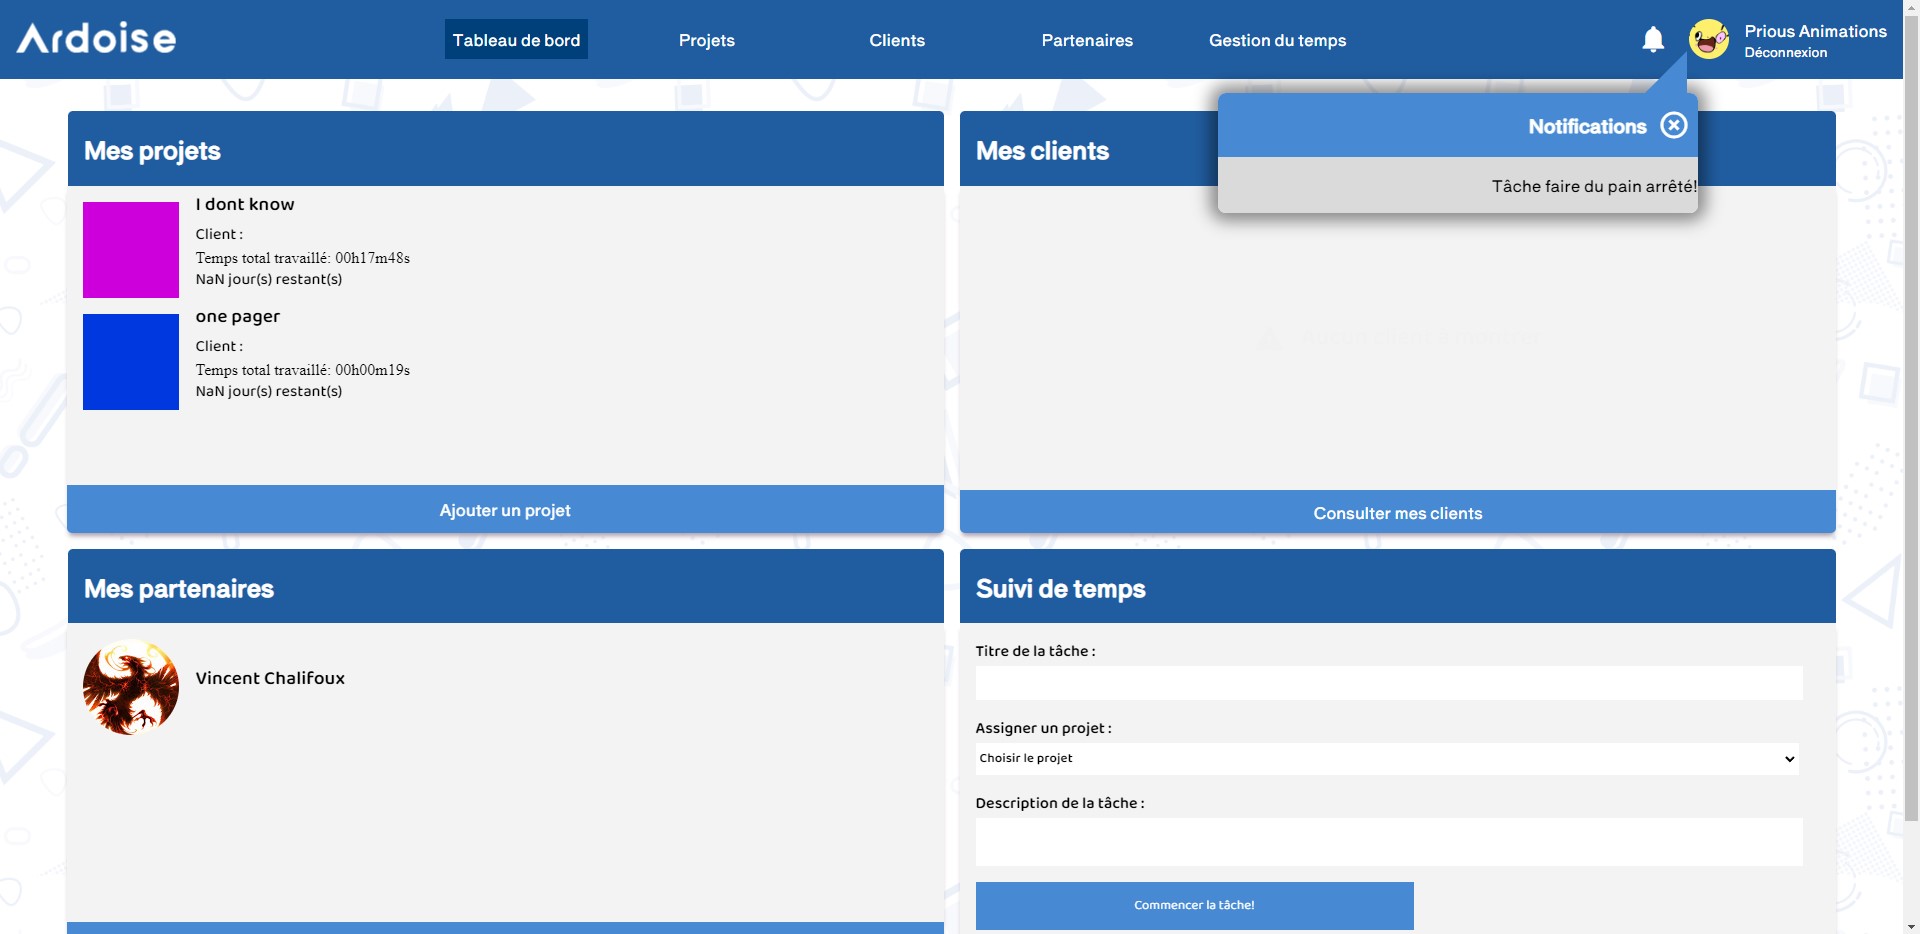 Ardoise
Tableau de bord
Projets
Clients
Partenaires
Gestion du temps
Prious Animations
Déconnexion
Notifications
Tâche faire du pain arrêté!
Mes projets
I dont know
Client :
Temps total travaillé: 00h17m48s
NaN jour(s) restant(s)
one pager
Client :
Temps total travaillé: 00h00m19s
NaN jour(s) restant(s)
Ajouter un projet
Mes clients
Aucun client à montrer
Consulter mes clients
Mes partenaires
Vincent Chalifoux
Suivi de temps
Titre de la tâche :
Assigner un projet :
Choisir le projet
Description de la tâche :
Commencer la tâche!